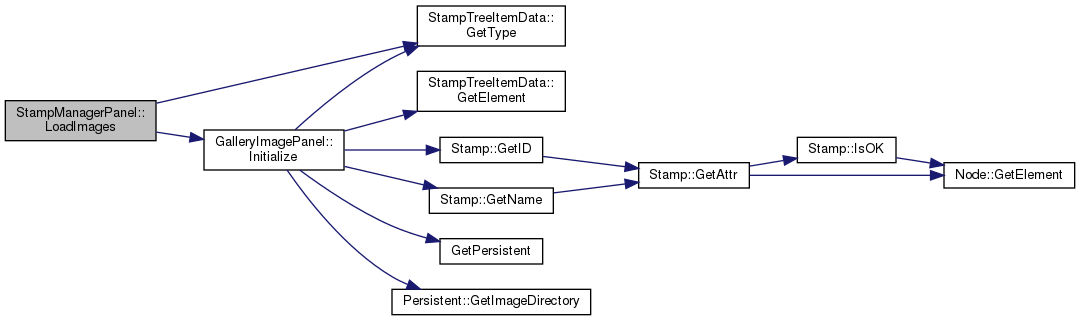 StampManagerPanel::
LoadImages
GalleryImagePanel::
Initialize
StampTreeItemData::
GetType
StampTreeItemData::
GetElement
Stamp::GetID
Stamp::GetName
GetPersistent
Persistent::GetImageDirectory
Stamp::GetAttr
Stamp::IsOK
Node::GetElement